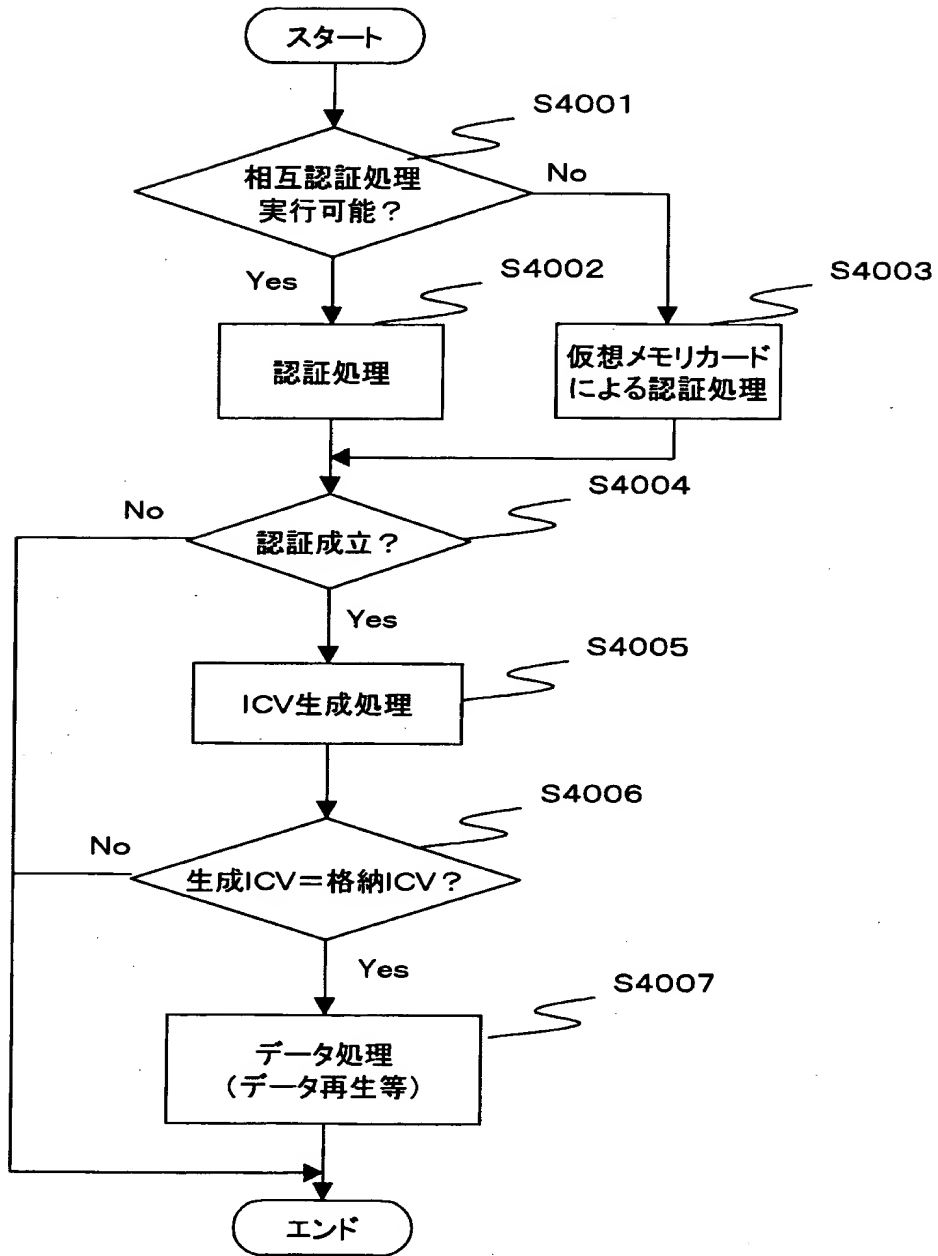 スタート
S4001
相互認証処理
実行可能?
No
Yes
S4002
S4003
認証処理
仮想メモリカード
による認証処理
S4004
No
認証成立?
Yes
S4005
ICV生成処理
S4006
No
生成ICV=格納ICV?
Yes
S4007
データ処理
(データ再生等)
エンド